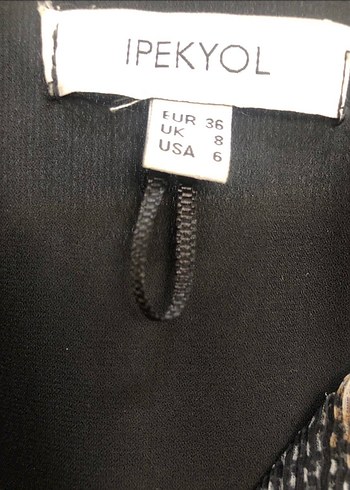 IPEKYOL
EUR 36
UK 8
USA 6